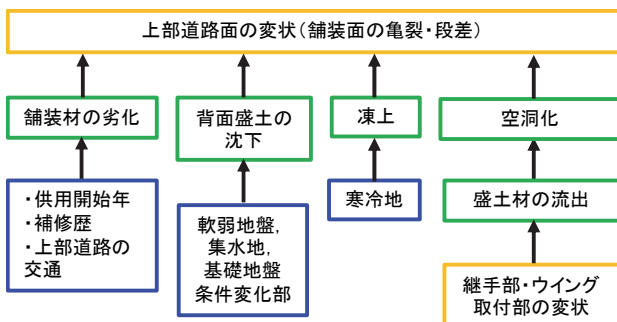 上部道路面の変状(舗装面の亀裂・段差)
舗装材の劣化
背面盛土の
沈下
凍上
空洞化
・供用開始年
・補修歴
・上部道路の
交通
軟弱地盤,
集水地,
基礎地盤
条件変化部
寒冷地
盛土材の流出
継手部・ウイング
取付部の変状